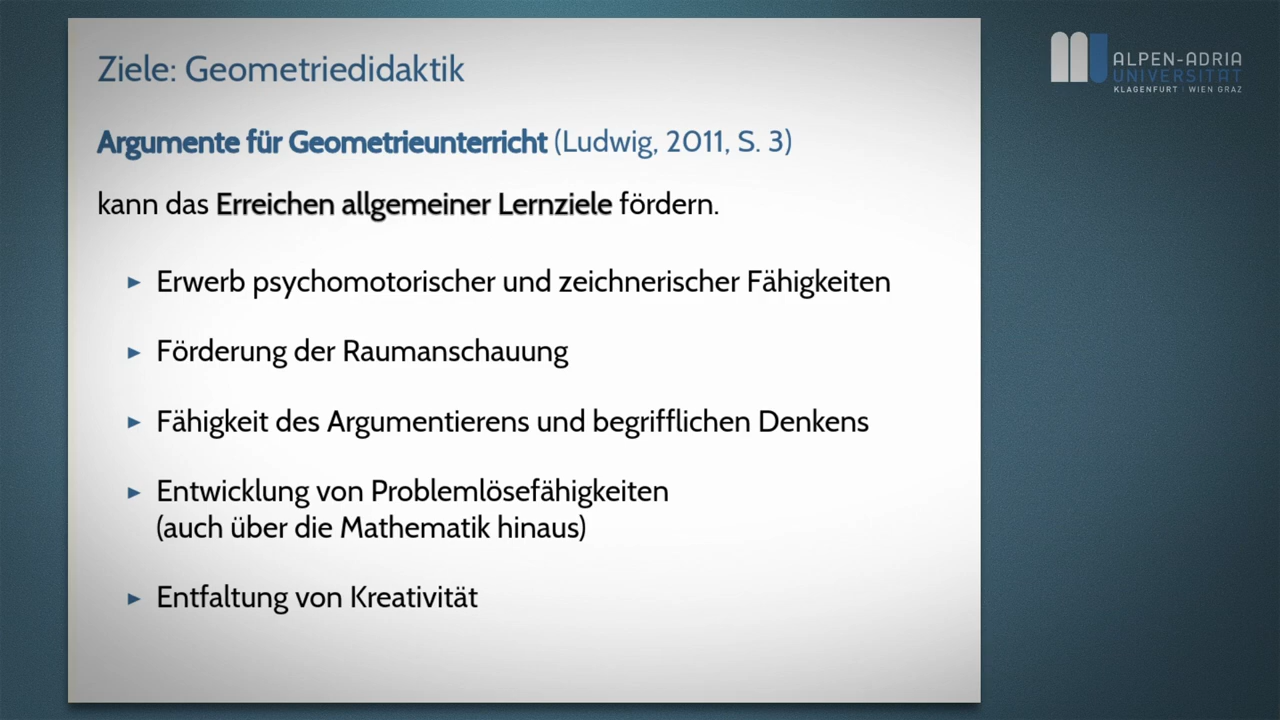 Ziele: Geometriedidaktik
Argumente für Geometrieunterricht (Ludwig, 2011, S. 3)
kann das Erreichen allgemeiner Lernziele fördern.
► Erwerb psychomotorischer und zeichnerischer Fähigkeiten
► Förderung der Raumanschauung
► Fähigkeit des Argumentierens und begrifflichen Denkens
► Entwicklung von Problemlösefähigkeiten
(auch über die Mathematik hinaus)
► Entfaltung von Kreativität
ALPEN-ADRIA
UNIVERSITÄT
KLAGENFURT | WIEN GRAZ